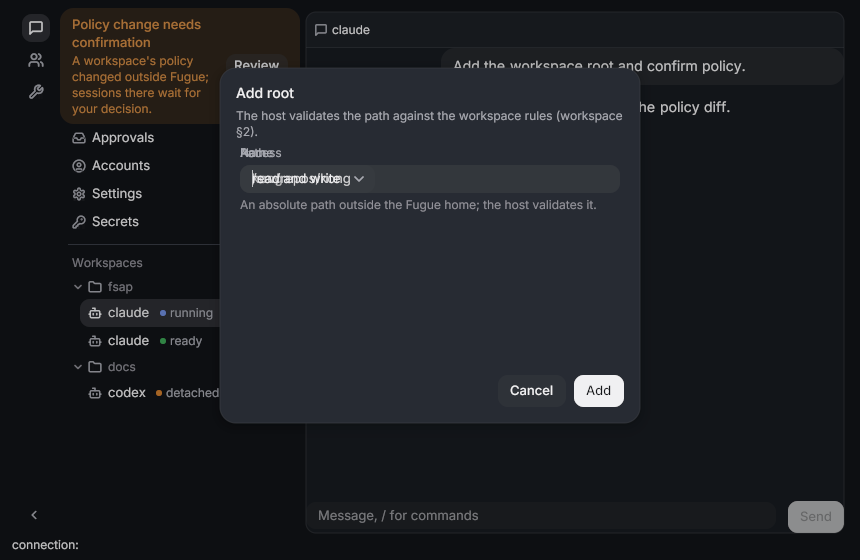 Policy change needs
confirmation
A workspace's policy
changed outside Fugue;
sessions there wait for
your decision.
Review
Approvals
Accounts
Settings
Secrets
Workspaces
fsap
claude running
claude ready
docs
codex detached
connection:
claude
Add the workspace root and confirm policy.
he policy diff.
Add root
The host validates the path against the workspace rules (workspace
§2).
An absolute path outside the Fugue home; the host validates it.
Cancel
Add
Message, / for commands
Send